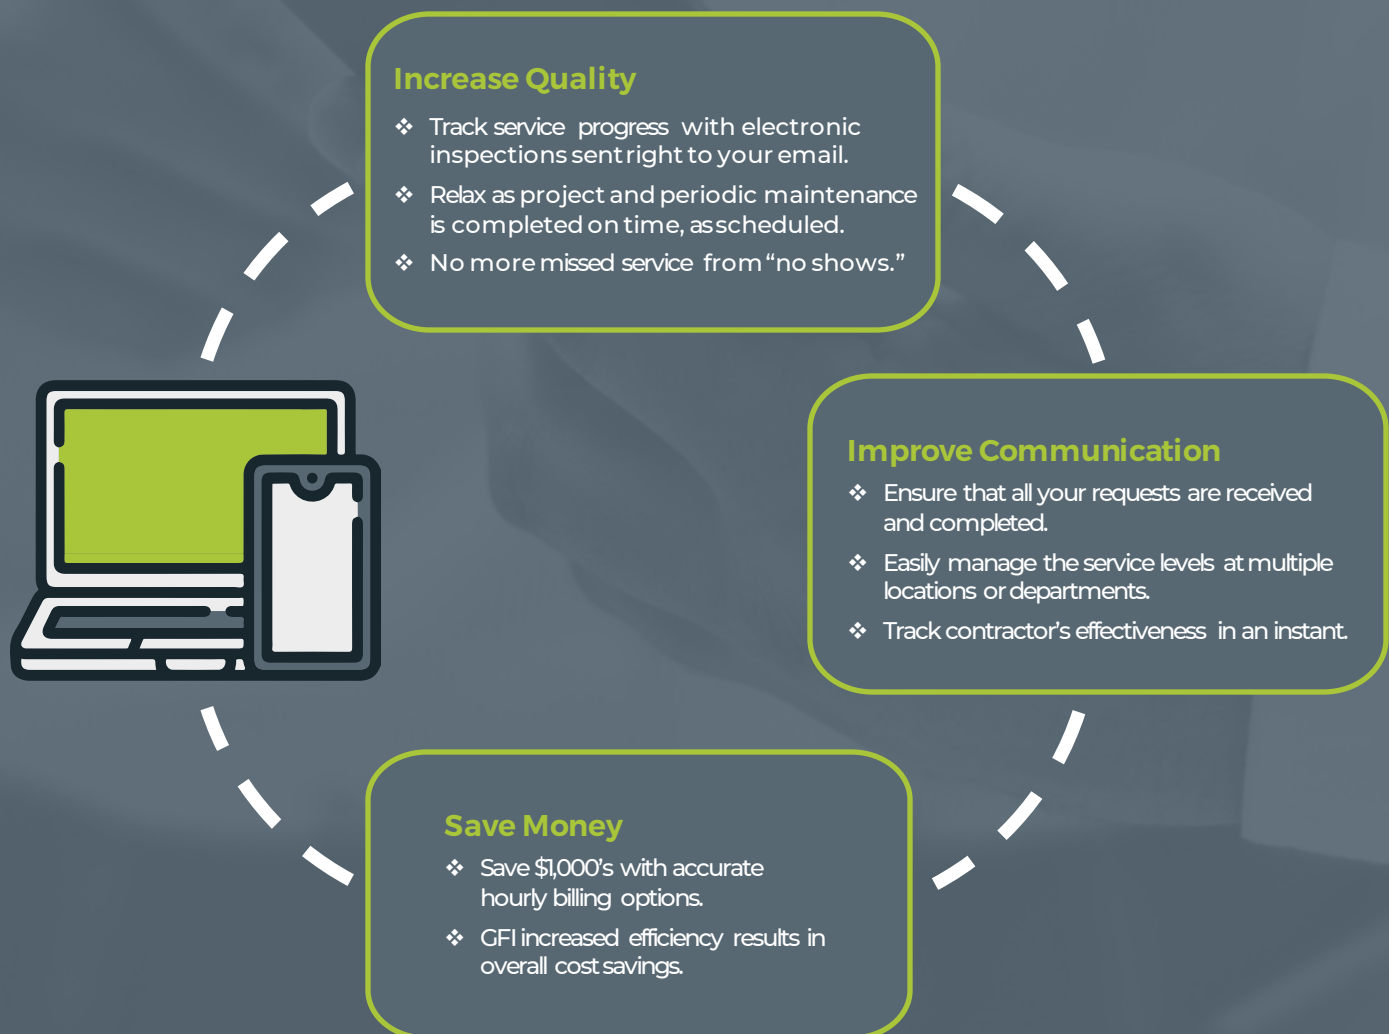 Increase Quality
❖ Track service progress with electronic
inspections sent right to your email.
❖ Relax as project and periodic maintenance
is completed on time, as scheduled.
❖ No more missed service from “no shows.”
Improve Communication
❖ Ensure that all your requests are received
and completed.
❖ Easily manage the service levels at multiple
locations or departments.
❖ Track contractor’s effectiveness in an instant.
Save Money
❖ Save $1,000’s with accurate
hourly billing options.
❖ GFI increased efficiency results in
overall cost savings.